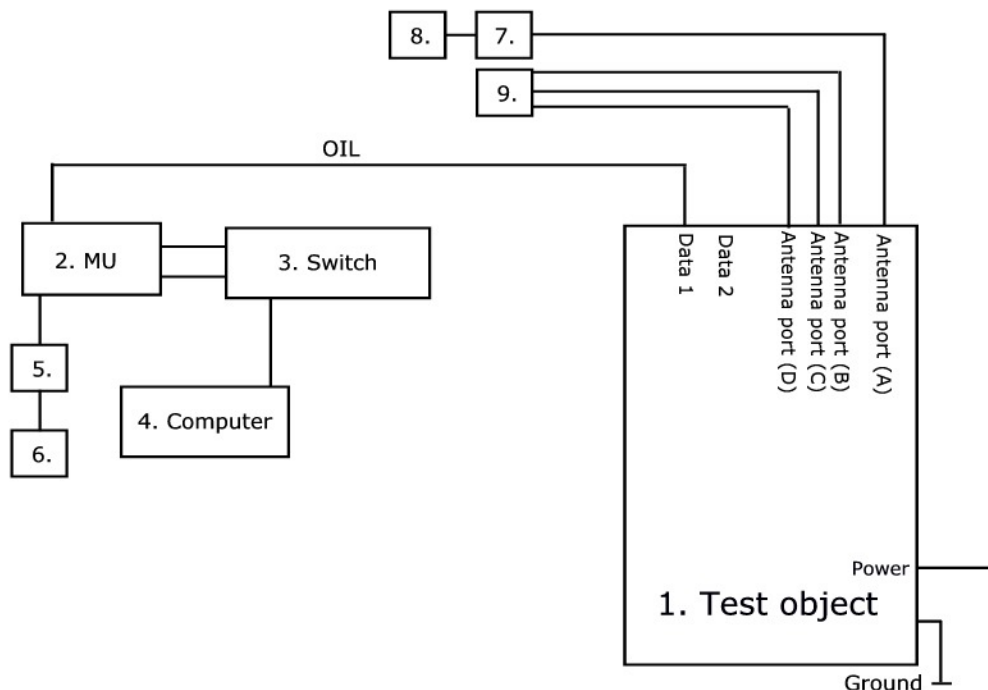 8.
7.
9.
OIL
2. MU
3. Switch
Data 1
Data 2
Antenna port (D)
Antenna port (C)
Antenna port (B)
Antenna port (A)
5.
4. Computer
6.
Power
1. Test object
Ground